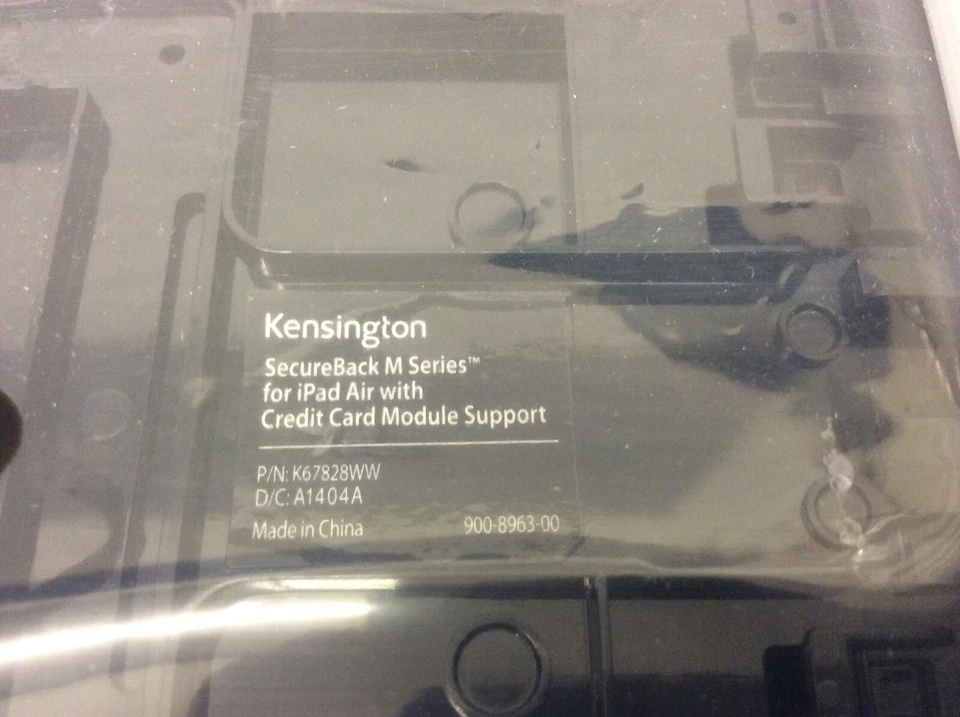 Kensington
SecureBack M Series™
for iPad Air with
Credit Card Module Support
P/N: K67828WW
D/C: A1404A
Made in China 900-8963-00